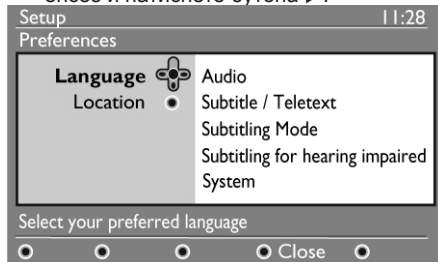 Setup 11:28
Preferences
Language Audio
Location Subtitle / Teletext
Subtitling Mode
Subtitling for hearing impaired
System
Select your preferred language
Close